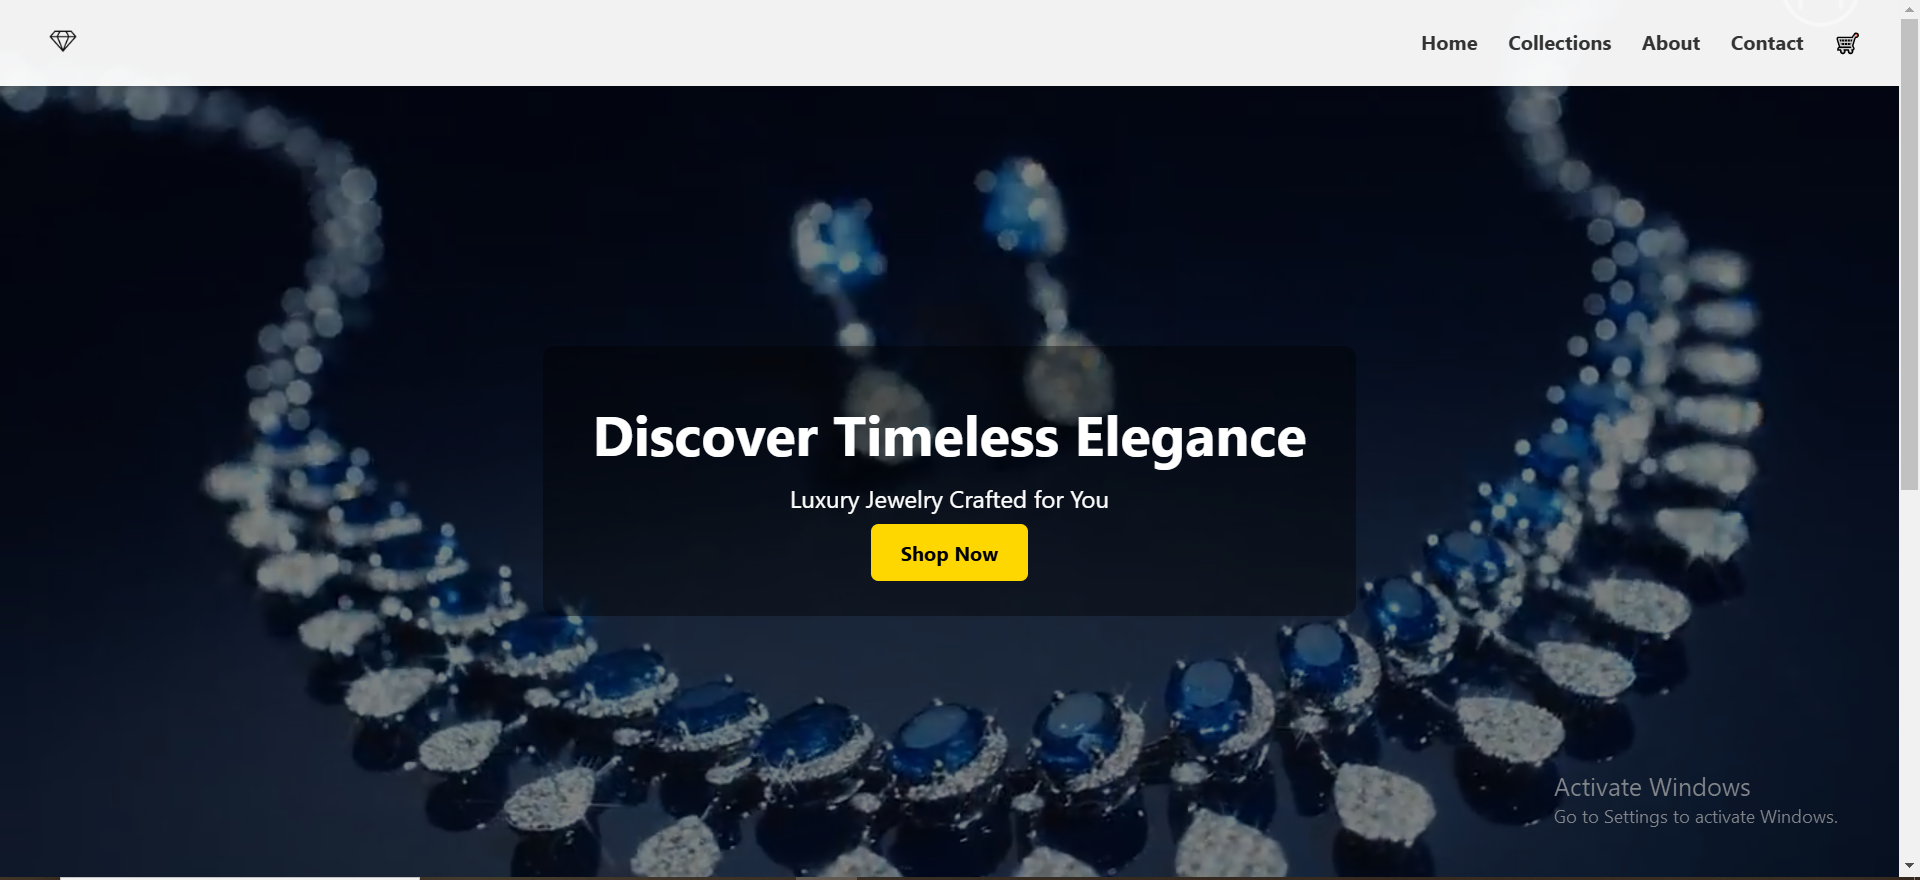 Home Collections About Contact
Discover Timeless Elegance
Luxury Jewelry Crafted for You
Shop Now
Activate Windows
Go to Settings to activate Windows.